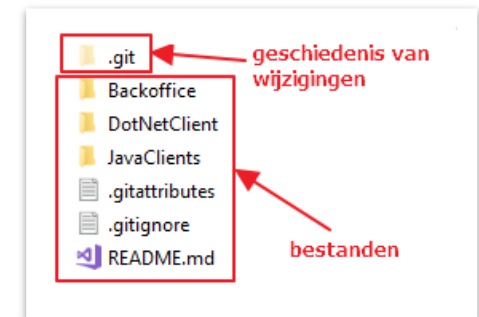 .git
geschiedenis van
wijzigingen
Backoffice
DotNetClient
JavaClients
.gitattributes
.gitignore
README.md
bestanden